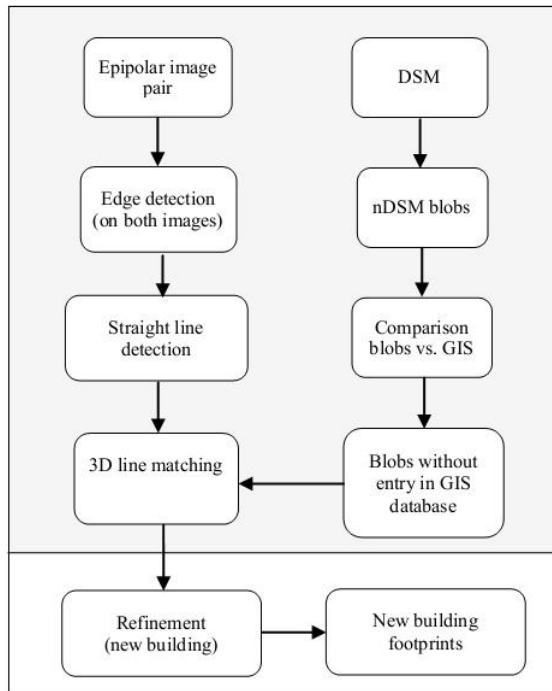 Epipolar image
pair
DSM
Edge detection
(on both images)
nDSM blobs
Straight line
detection
Comparison
blobs vs. GIS
3D line matching
Blobs without
entry in GIS
database
Refinement
(new building)
New building
footprints